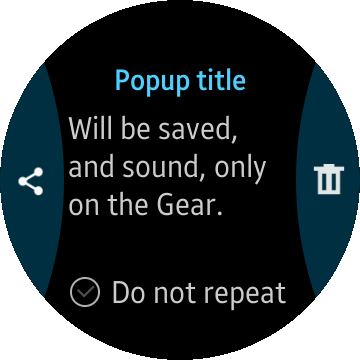 Popup title
Will be saved,
and sound, only
on the Gear.
Do not repeat